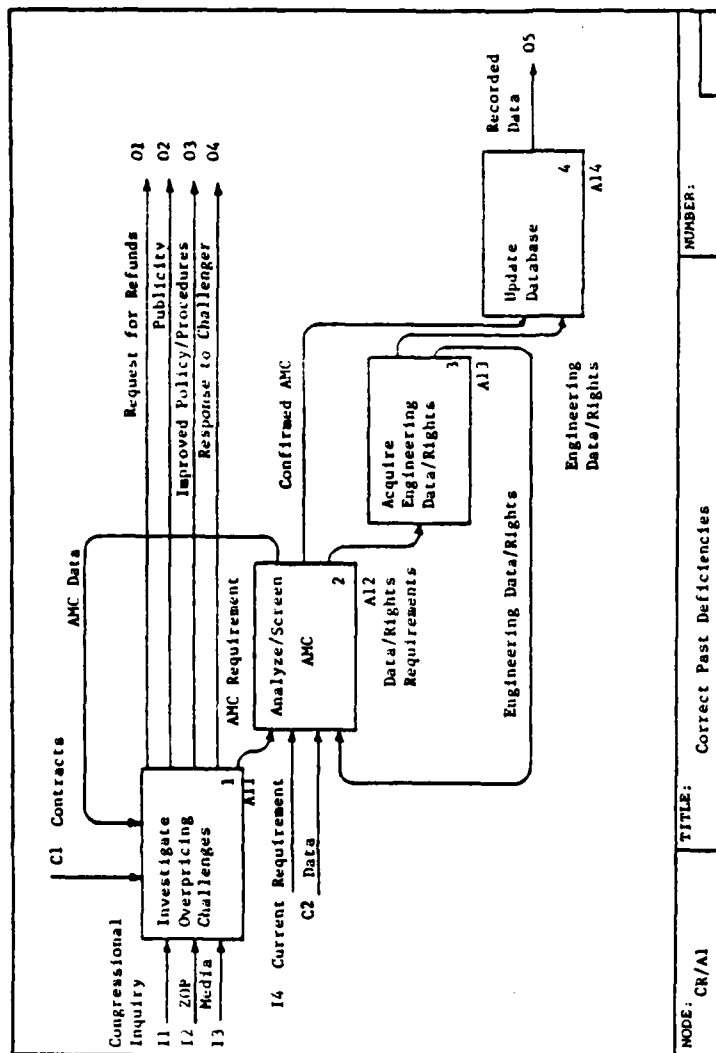 C1 Contracts
AMC Data
Congressional
Inquiry
I1
I2 ZOP
Media
I3
Investigate
Overpricing
Challenges
1
A11
Request for Refunds
O1
Publicity
O2
Improved Policy/Procedures
O3
Response to Challenger
O4
AMC Requirement
I4 Current Requirement
C2 Data
Analyze/Screen
AMC
2
A12
Data/Rights
Requirements
Confirmed AMC
Acquire
Engineering
Data/Rights
3
A13
Engineering Data/Rights
Engineering
Data/Rights
Update
Database
4
A14
Recorded
Data
O5
NODE: CR/A1
TITLE:
Correct Past Deficiencies
NUMBER: